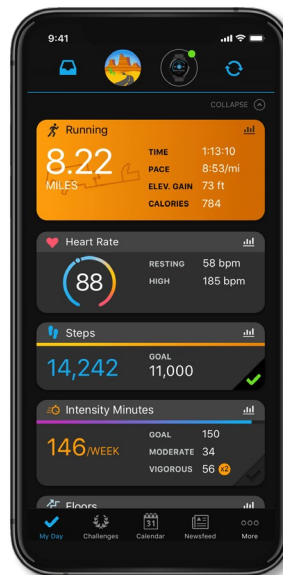 9:41
COLLAPSE
Running
8.22
MILES
TIME 1:13:10
PACE 8:53/mi
ELEV. GAIN 73 ft
CALORIES 784
Heart Rate
88
RESTING 58 bpm
HIGH 185 bpm
Steps
14,242
GOAL
11,000
Intensity Minutes
146/WEEK
GOAL 150
MODERATE 34
VIGOROUS 56 x2
Floors
31
My Day Challenges Calendar Newsfeed More